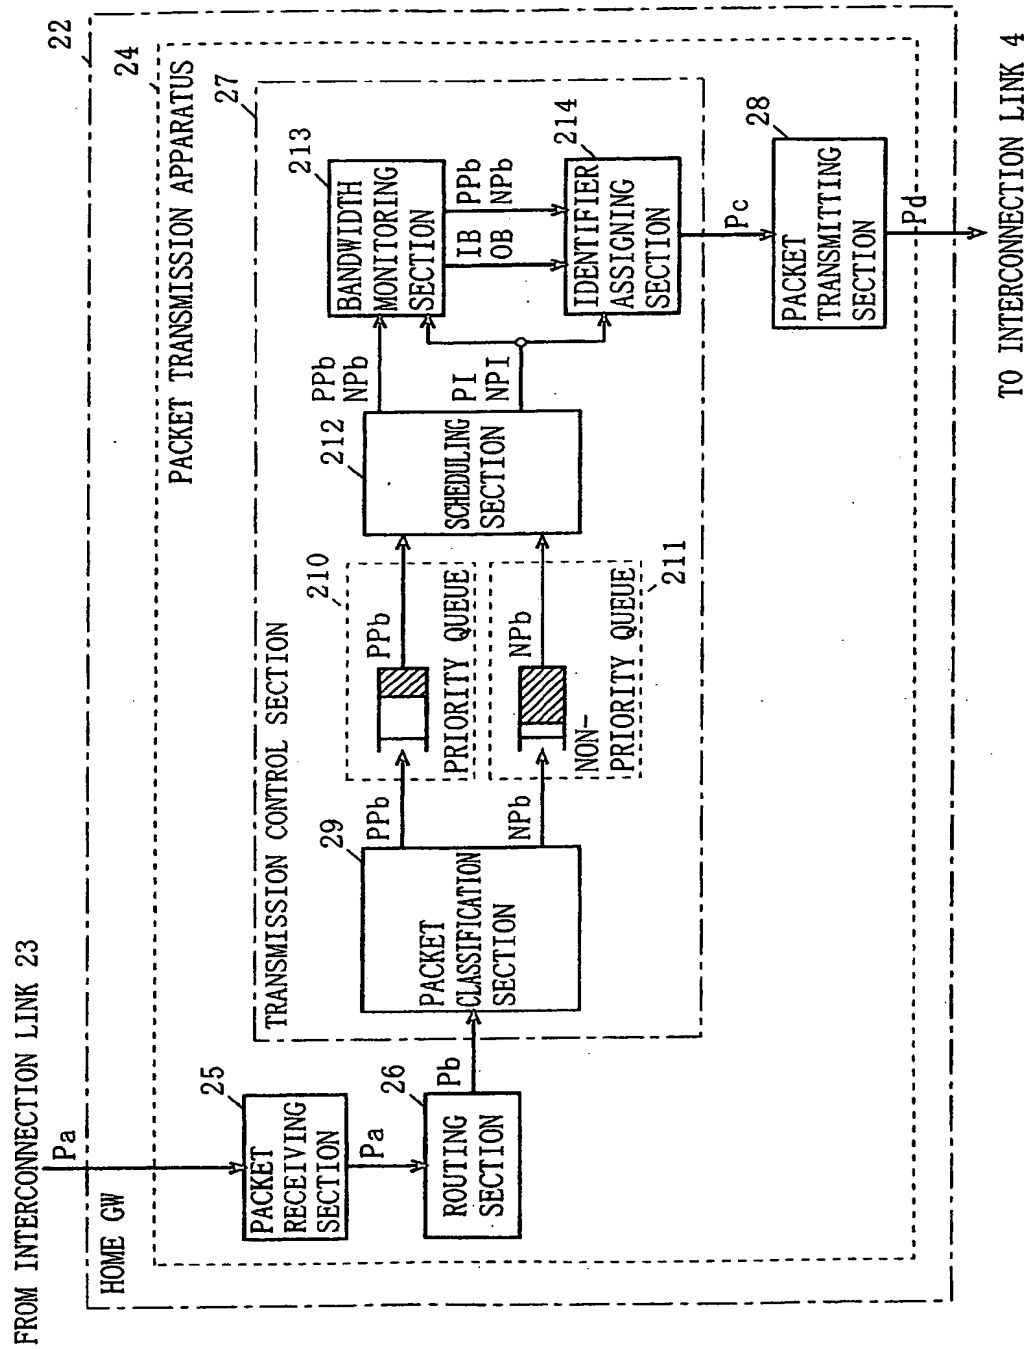 FROM INTERCONNECTION LINK 23
Pa
22
HOME GW
24
PACKET TRANSMISSION APPARATUS
25
PACKET
RECEIVING
SECTION
Pa
26
ROUTING
SECTION
Pb
27
TRANSMISSION CONTROL SECTION
29
PACKET
CLASSIFICATION
SECTION
PPb
NPb
210
PPb
PRIORITY QUEUE
NPb
NON-
PRIORITY QUEUE
211
212
SCHEDULING
SECTION
PPb
NPb
PI
NPI
213
BANDWIDTH
MONITORING
SECTION
IB
OB
PPb
NPb
214
IDENTIFIER
ASSIGNING
SECTION
Pc
28
PACKET
TRANSMITTING
SECTION
Pd
TO INTERCONNECTION LINK 4